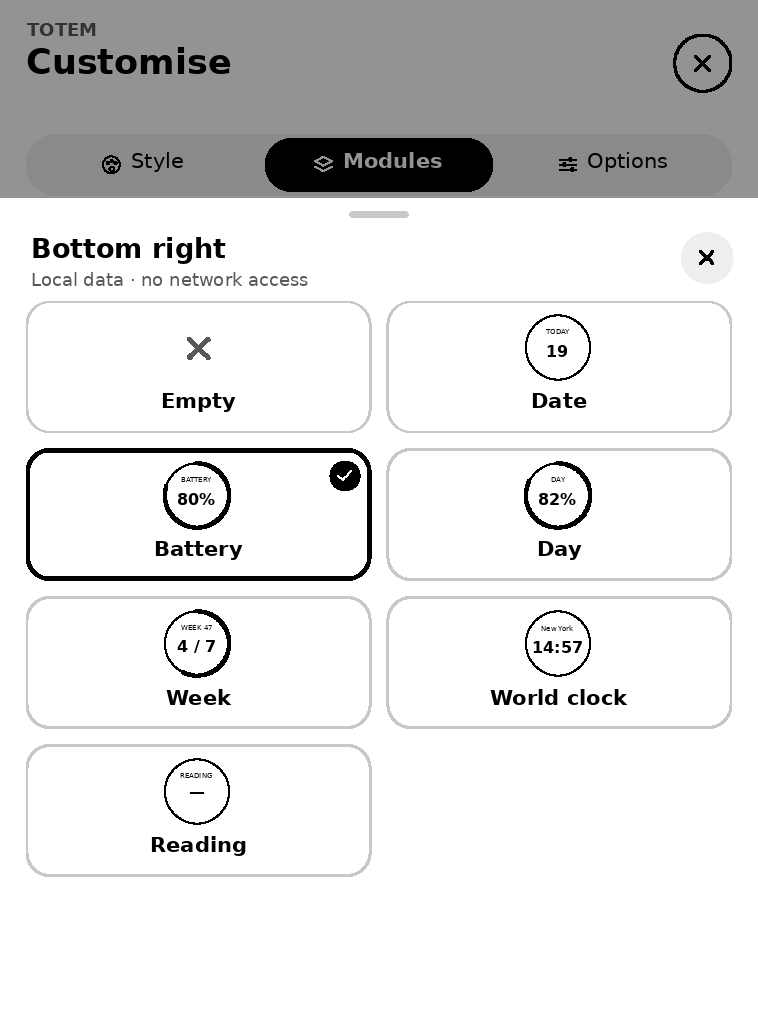 TOTEM
Customise
Style
Modules
Options
Bottom right
Local data · no network access
Empty
TODAY
19
Date
BATTERY
80%
Battery
DAY
82%
Day
WEEK 47
4 / 7
Week
New York
14:57
World clock
READING
—
Reading